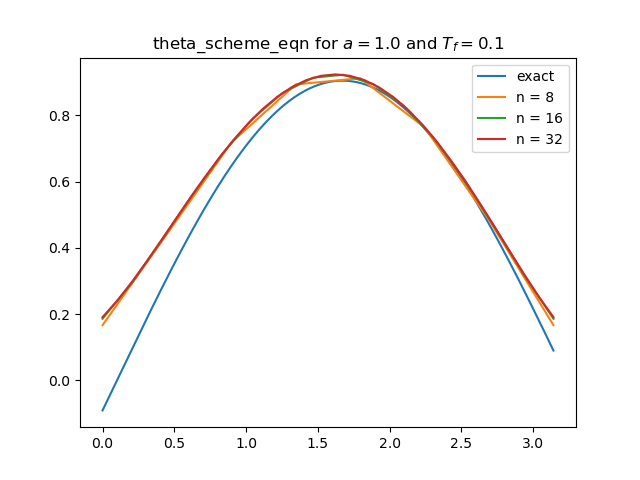 theta_scheme_eqn for a = 1.0 and T_f = 0.1
exact
n = 8
n = 16
n = 32
0.8
0.6
0.4
0.2
0.0
0.0 0.5 1.0 1.5 2.0 2.5 3.0